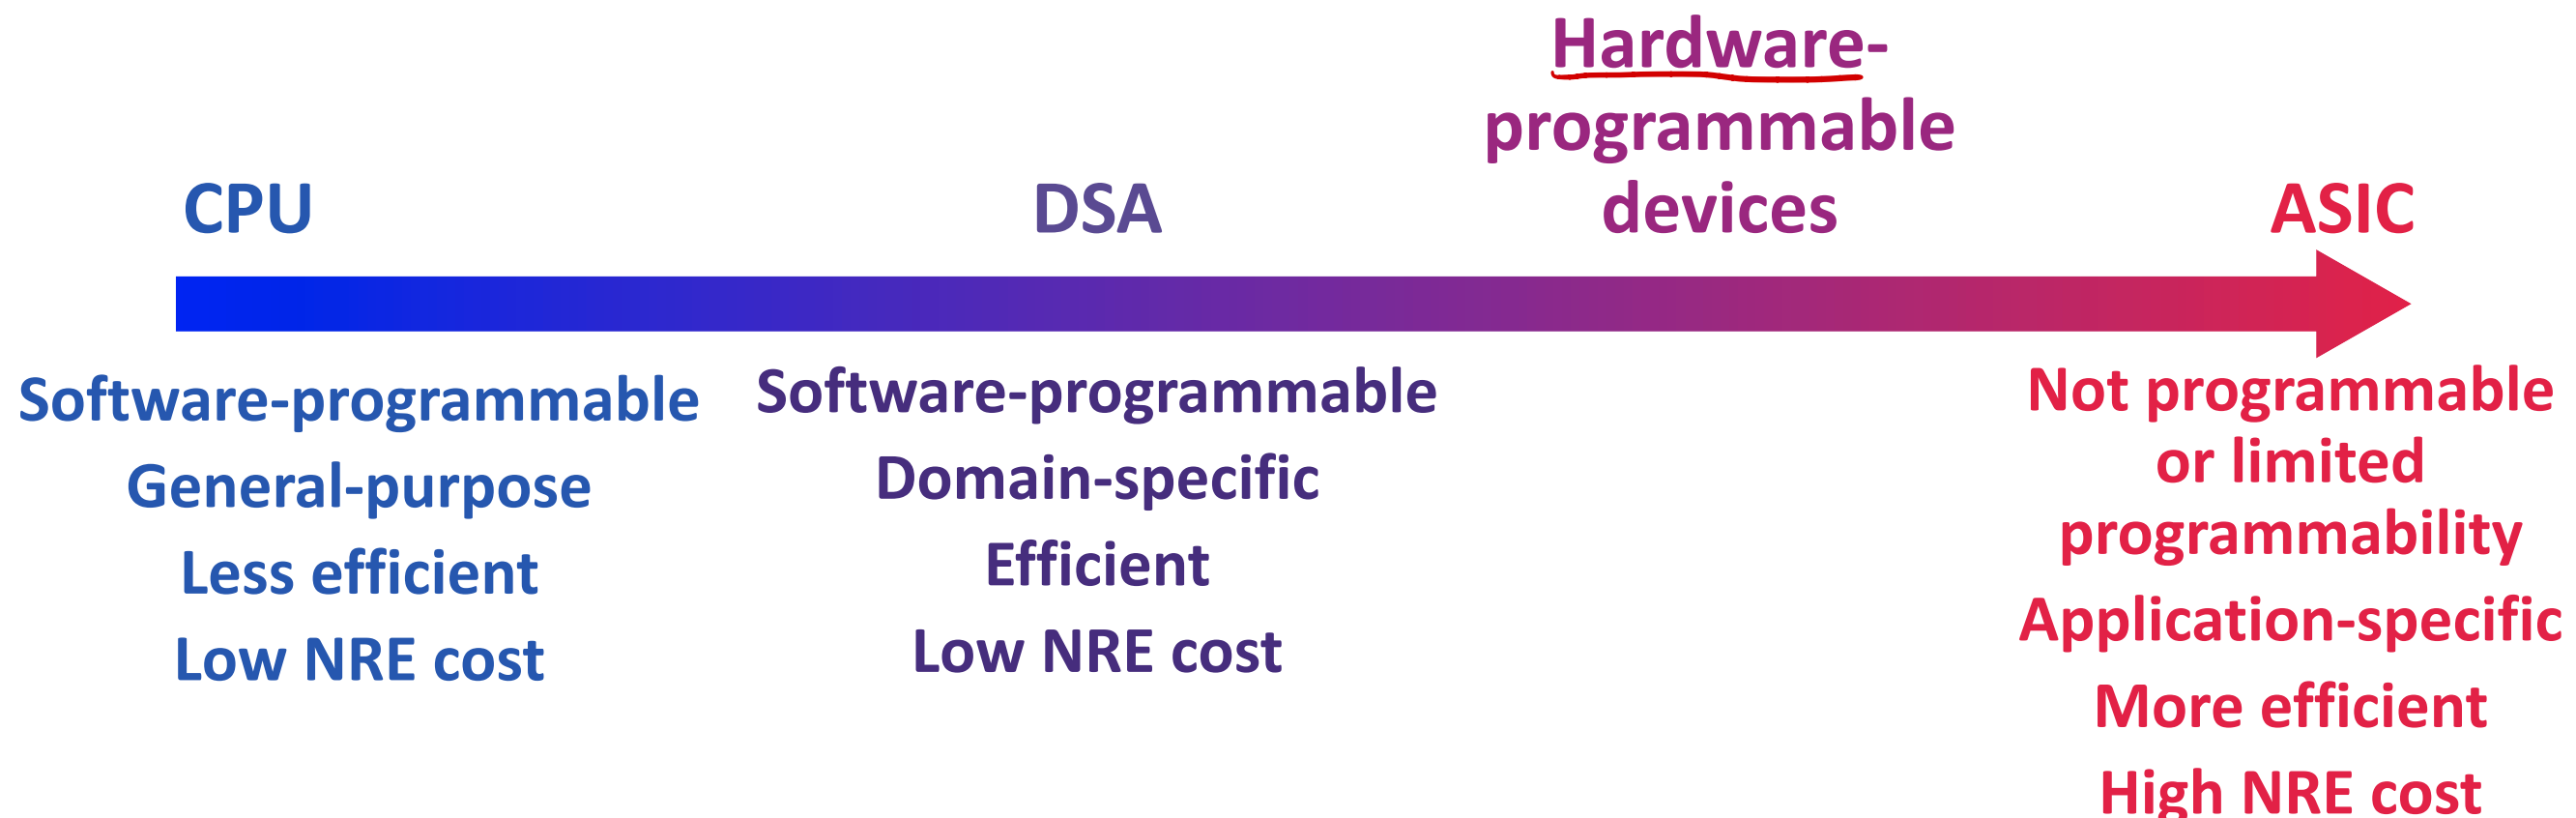 Hardware-
programmable
devices
CPU
DSA
ASIC
Software-programmable
General-purpose
Less efficient
Low NRE cost
Software-programmable
Domain-specific
Efficient
Low NRE cost
Not programmable
or limited
programmability
Application-specific
More efficient
High NRE cost